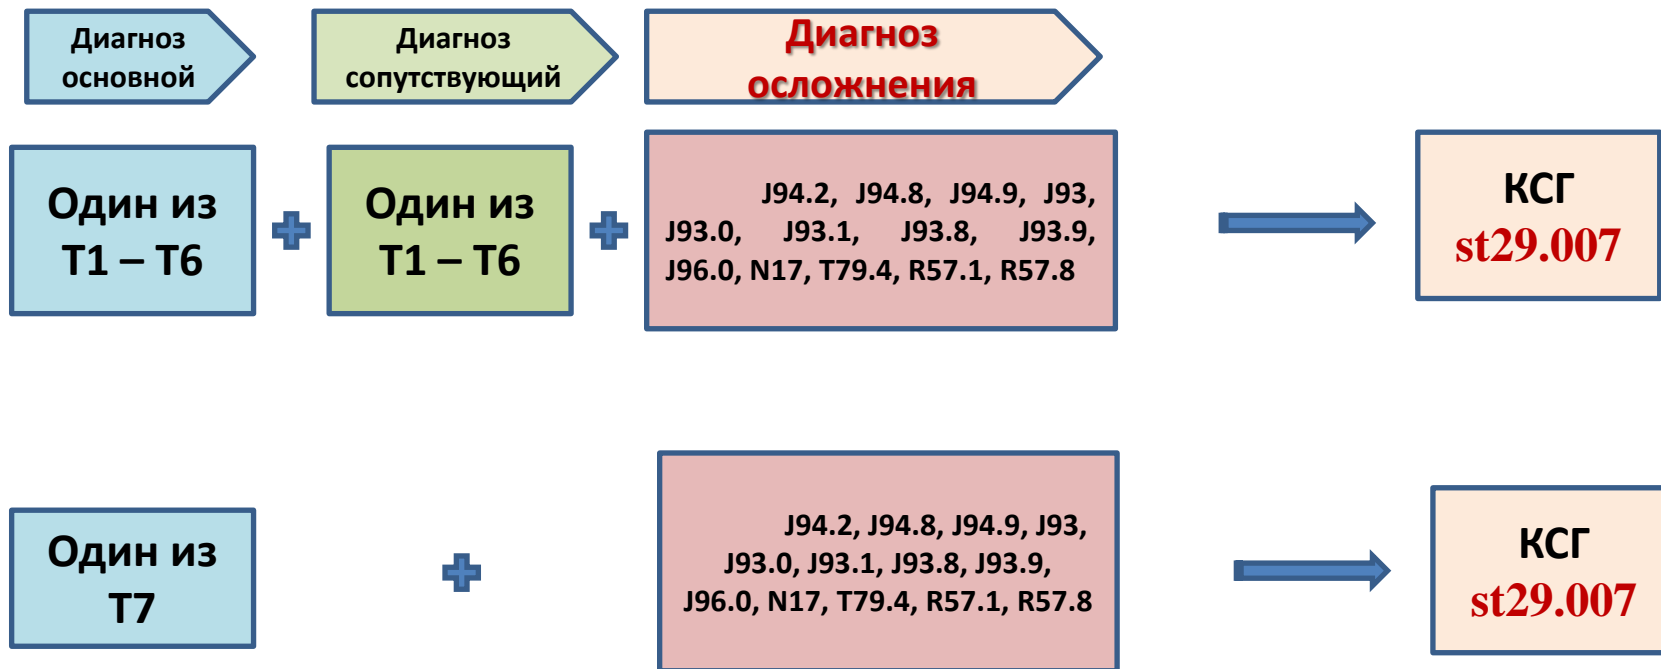 Диагноз
основной
Диагноз
сопутствующий
Диагноз
осложнения
Один из
Т1 – Т6
Один из
Т1 – Т6
J94.2, J94.8, J94.9, J93,
J93.0, J93.1, J93.8, J93.9,
J96.0, N17, T79.4, R57.1, R57.8
КСГ
st29.007
Один из
Т7
J94.2, J94.8, J94.9, J93,
J93.0, J93.1, J93.8, J93.9,
J96.0, N17, T79.4, R57.1, R57.8
КСГ
st29.007